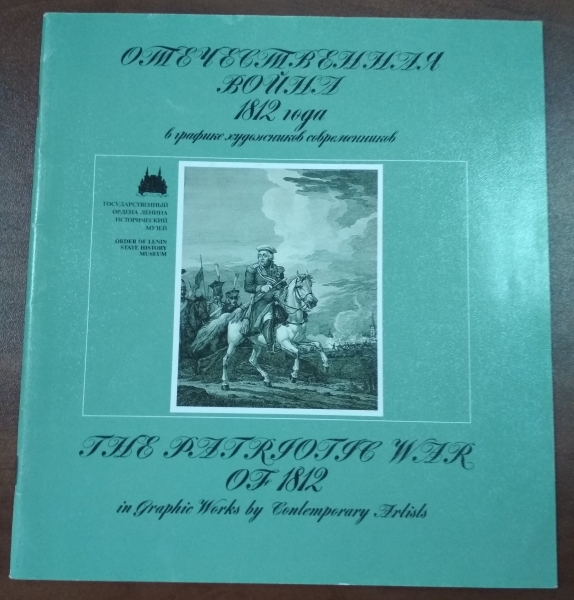 ОТЕЧЕСТВЕННАЯ
ВОЙНА
1812 года
в графике художников современников
ГОСУДАРСТВЕННЫЙ
ОРДЕНА ЛЕНИНА
ИСТОРИЧЕСКИЙ
МУЗЕЙ
ORDER OF LENIN
STATE HISTORY
MUSEUM
THE PATRIOTIC WAR
OF 1812
in Graphic Works by Contemporary Artists